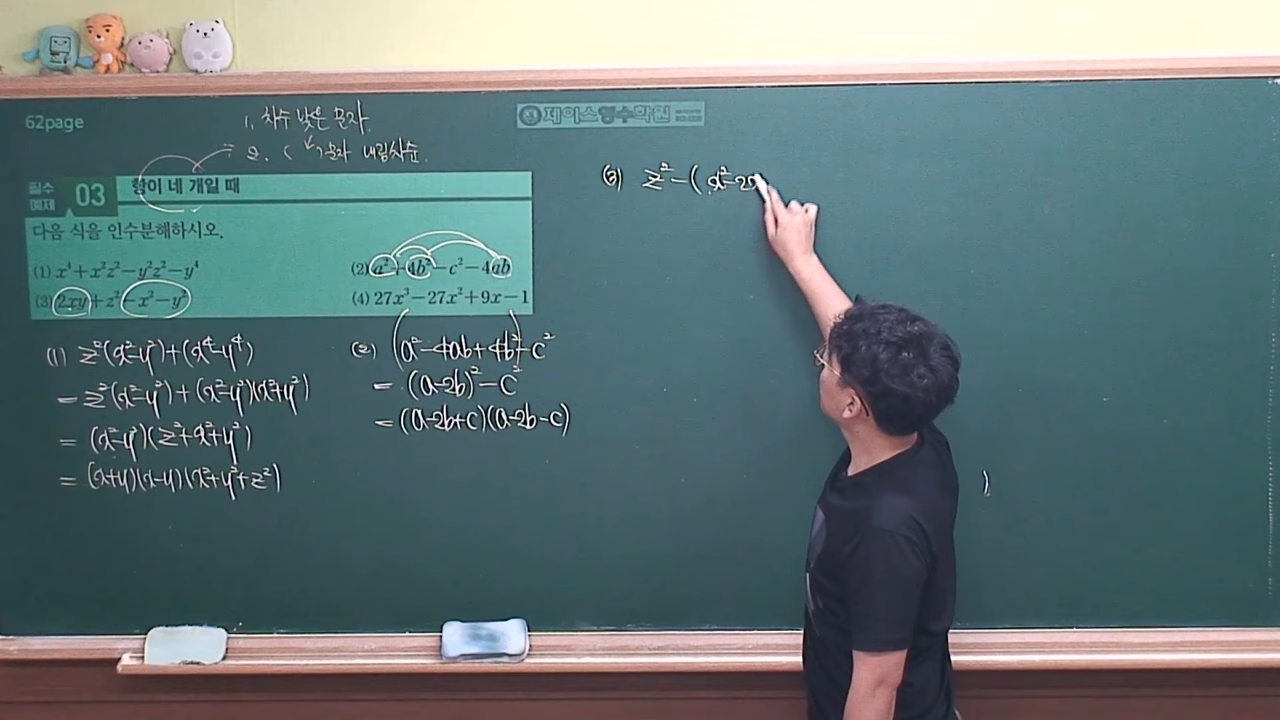 62page
1. 차수 낮은 문자.
2. ( ) 문자 내림차순.
제이스영수학원
필수 예제 03 항이 네 개일 때
다음 식을 인수분해하시오.
(1) x⁴+x²z²−y²z²−y⁴
(2) a²+4b²−c²−4ab
(3) 2xy+z²−x²−y²
(4) 27x³−27x²+9x−1
(1) z²(x²-y²)+(x⁴-y⁴)
= z²(x²-y²)+(x²-y²)(x²+y²)
= (x²-y²)(z²+x²+y²)
= (x+y)(x-y)(x²+y²+z²)
(2) (a²-4ab+4b²)-c²
= (a-2b)²-c²
= (a-2b+c)(a-2b-c)
(3) z²-(x²-2x
)